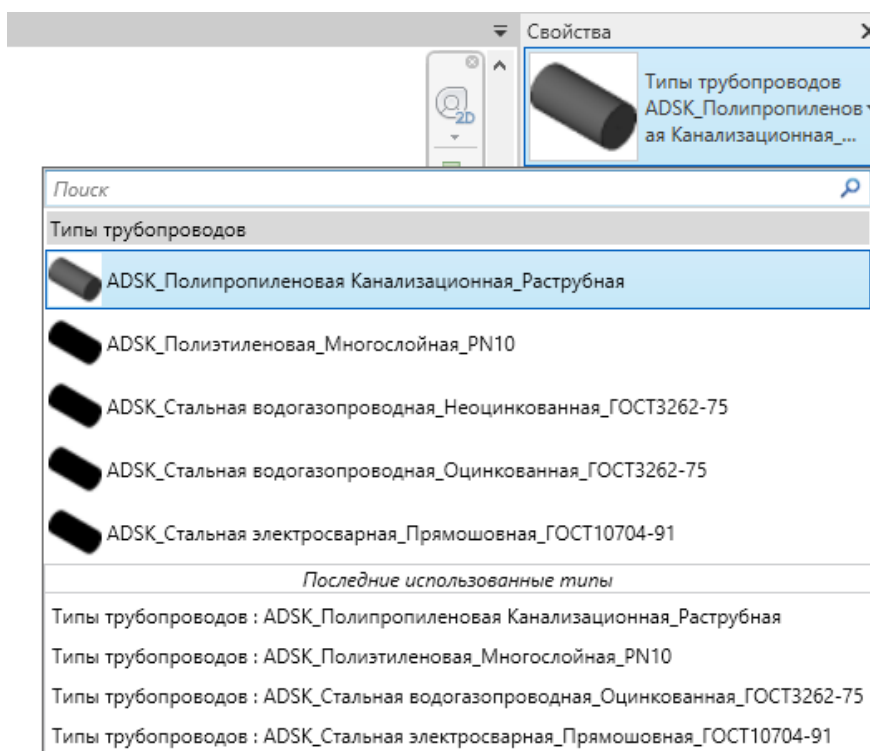 Свойства
2D
Типы трубопроводов
ADSK_Полипропиленов
ая Канализационная_...
Поиск
Типы трубопроводов
ADSK_Полипропиленовая Канализационная_Раструбная
ADSK_Полиэтиленовая_Многослойная_PN10
ADSK_Стальная водогазопроводная_Неоцинкованная_ГОСТ3262-75
ADSK_Стальная водогазопроводная_Оцинкованная_ГОСТ3262-75
ADSK_Стальная электросварная_Прямошовная_ГОСТ10704-91
Последние использованные типы
Типы трубопроводов : ADSK_Полипропиленовая Канализационная_Раструбная
Типы трубопроводов : ADSK_Полиэтиленовая_Многослойная_PN10
Типы трубопроводов : ADSK_Стальная водогазопроводная_Оцинкованная_ГОСТ3262-75
Типы трубопроводов : ADSK_Стальная электросварная_Прямошовная_ГОСТ10704-91